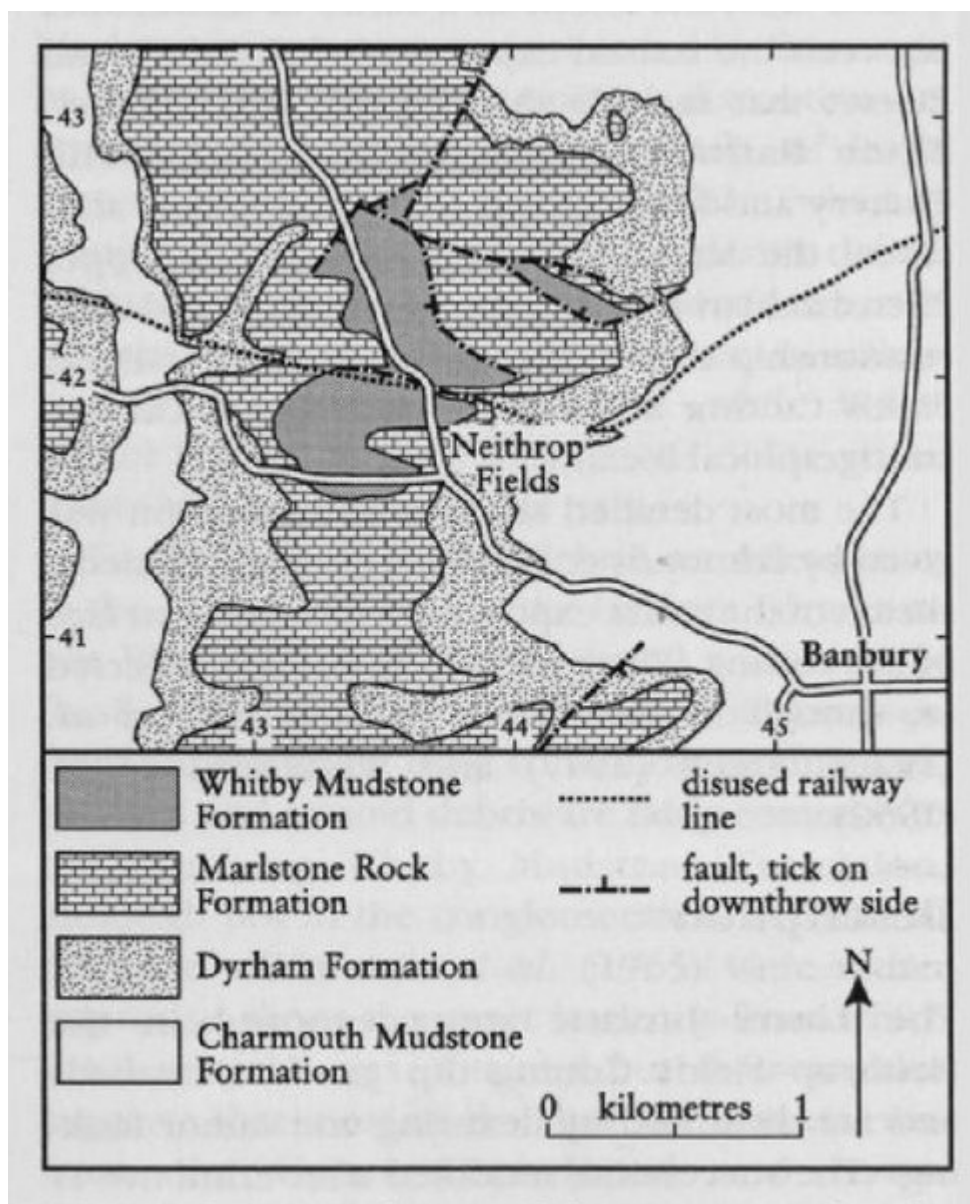 43
42
Neithrop
Fields
41
Banbury
43
44
45
Whitby Mudstone
Formation
disused railway
line
Marlstone Rock
Formation
fault, tick on
downthrow side
Dyrham Formation
N
Charmouth Mudstone
Formation
0 kilometres 1